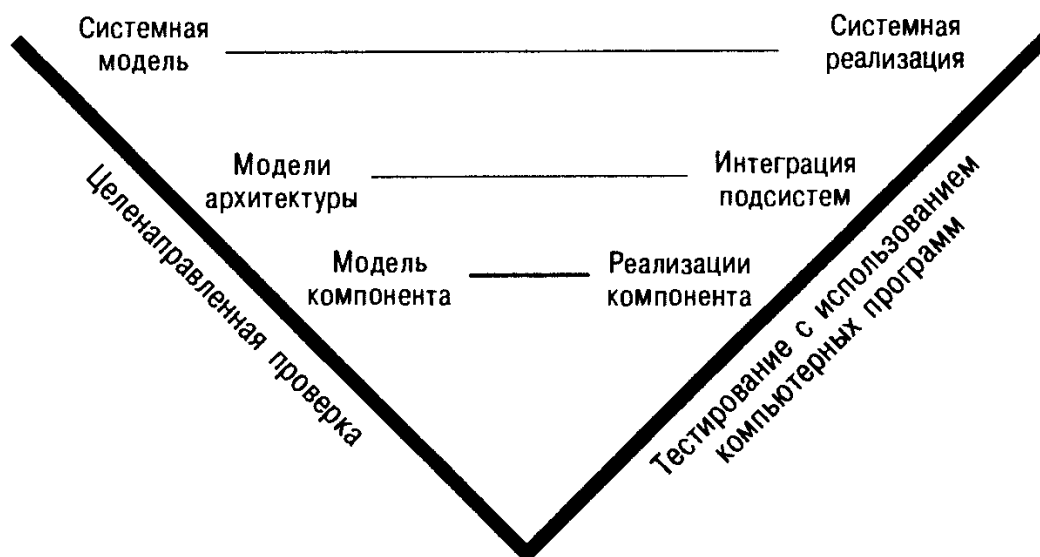 Системная
модель
Системная
реализация
Модели
архитектуры
Интеграция
подсистем
Модель
компонента
Реализации
компонента
Целенаправленная проверка
Тестирование с использованием
компьютерных программ